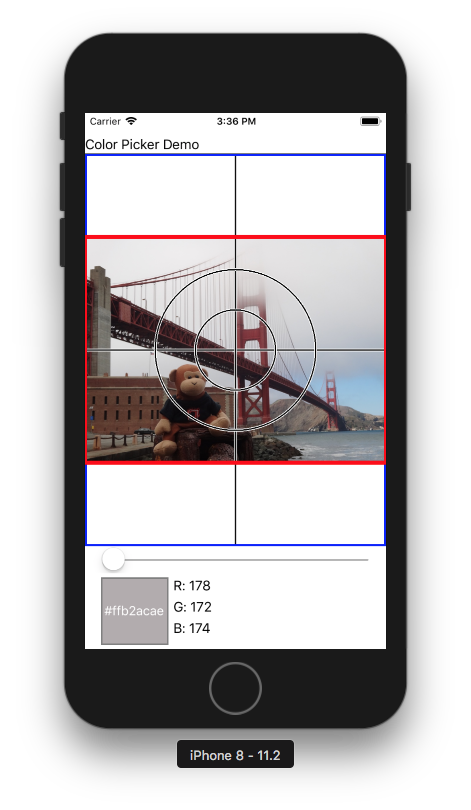 Carrier 3:36 PM
Color Picker Demo
#ffb2acae
R: 178
G: 172
B: 174
iPhone 8 - 11.2